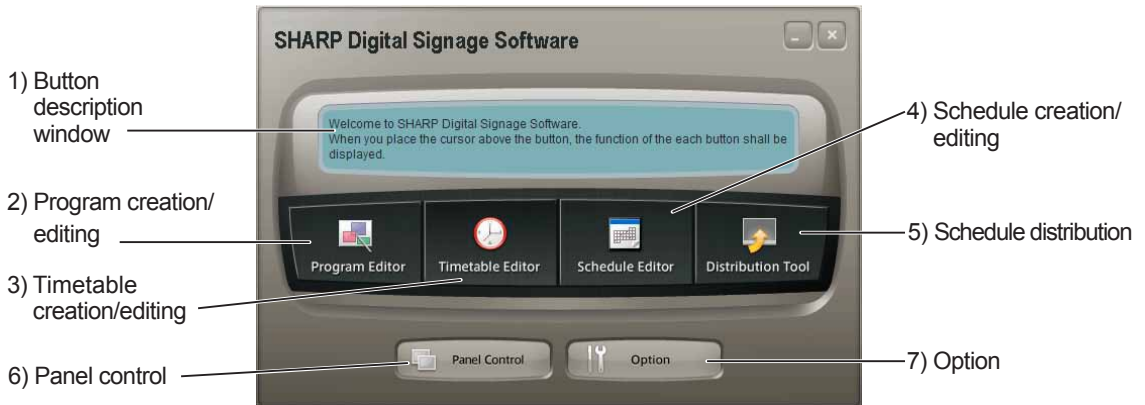 SHARP Digital Signage Software
1) Button
description
window
Welcome to SHARP Digital Signage Software.
When you place the cursor above the button, the function of the each button shall be
displayed.
4) Schedule creation/
editing
2) Program creation/
editing
Program Editor
Timetable Editor
Schedule Editor
Distribution Tool
5) Schedule distribution
3) Timetable
creation/editing
6) Panel control
Panel Control
Option
7) Option